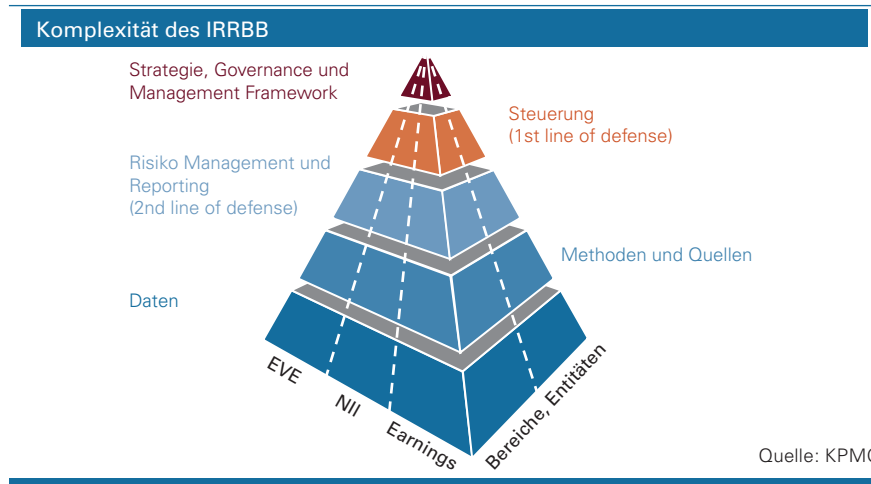 Komplexität des IRRBB
Strategie, Governance und
Management Framework
Steuerung
(1st line of defense)
Risiko Management und
Reporting
(2nd line of defense)
Methoden und Quellen
Daten
EVE
NII
Earnings
Bereiche, Entitäten
Quelle: KPMG